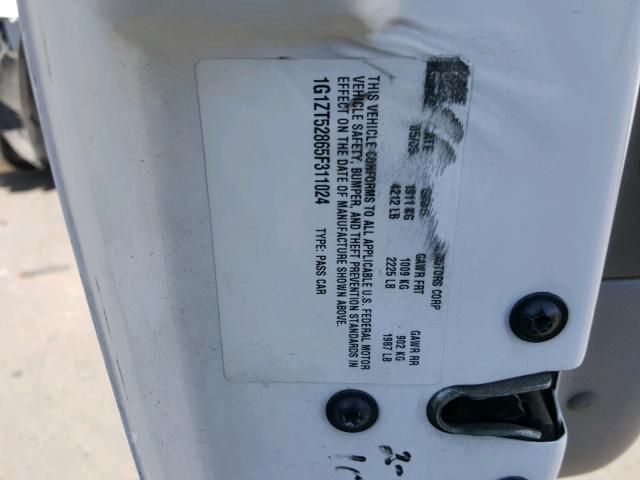 MOTORS CORP
DATE GVWR GAWR FRT GAWR RR
05/05 1911 KG 1009 KG 902 KG
4212 LB 2225 LB 1987 LB
THIS VEHICLE CONFORMS TO ALL APPLICABLE U.S. FEDERAL MOTOR
VEHICLE SAFETY, BUMPER, AND THEFT PREVENTION STANDARDS IN
EFFECT ON THE DATE OF MANUFACTURE SHOWN ABOVE.
1G1ZT52865F311024 TYPE: PASS CAR